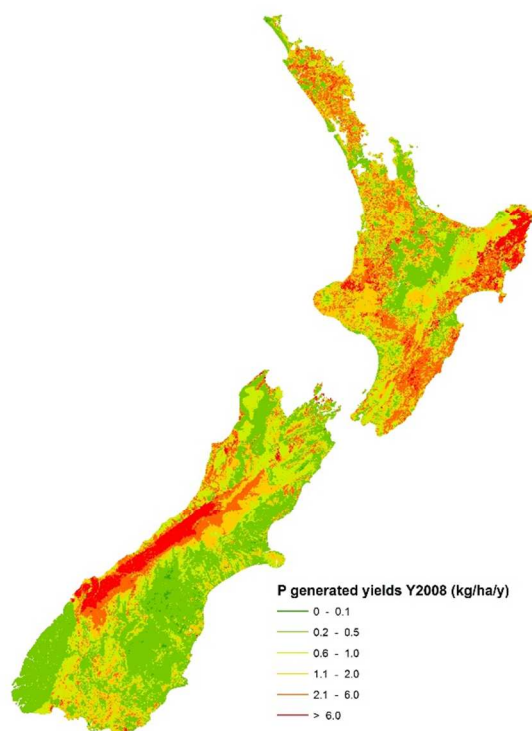 P generated yields Y2008 (kg/ha/y)
0 - 0.1
0.2 - 0.5
0.6 - 1.0
1.1 - 2.0
2.1 - 6.0
> 6.0